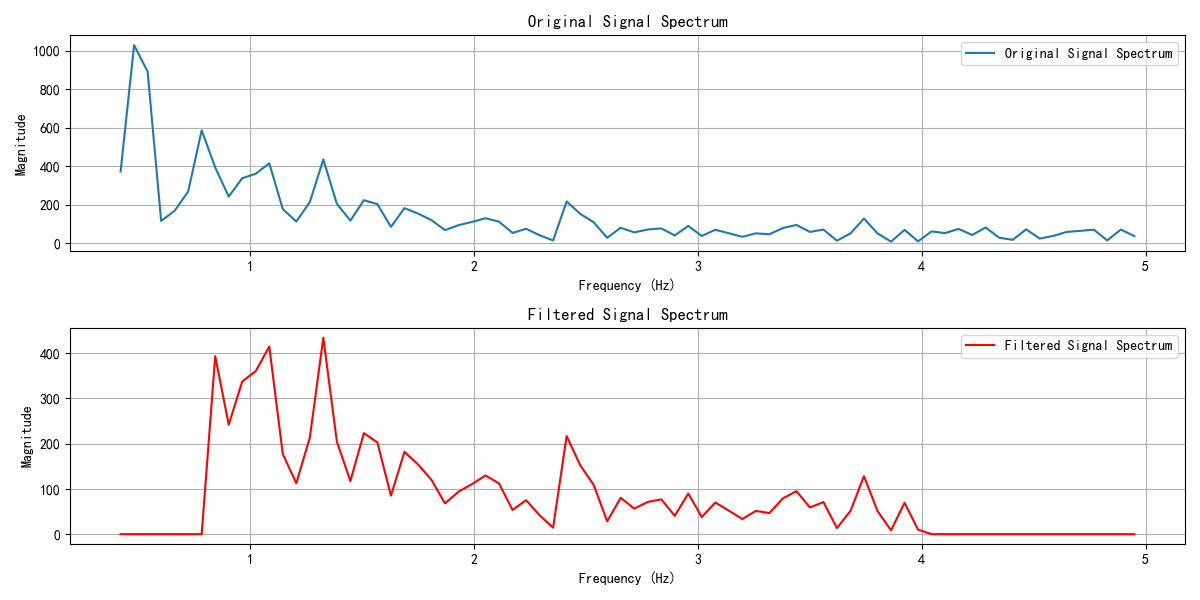 Original Signal Spectrum
1000
800
600
400
200
0
Magnitude
Original Signal Spectrum
1 2 3 4 5
Frequency (Hz)
Filtered Signal Spectrum
400
300
200
100
0
Magnitude
Filtered Signal Spectrum
1 2 3 4 5
Frequency (Hz)